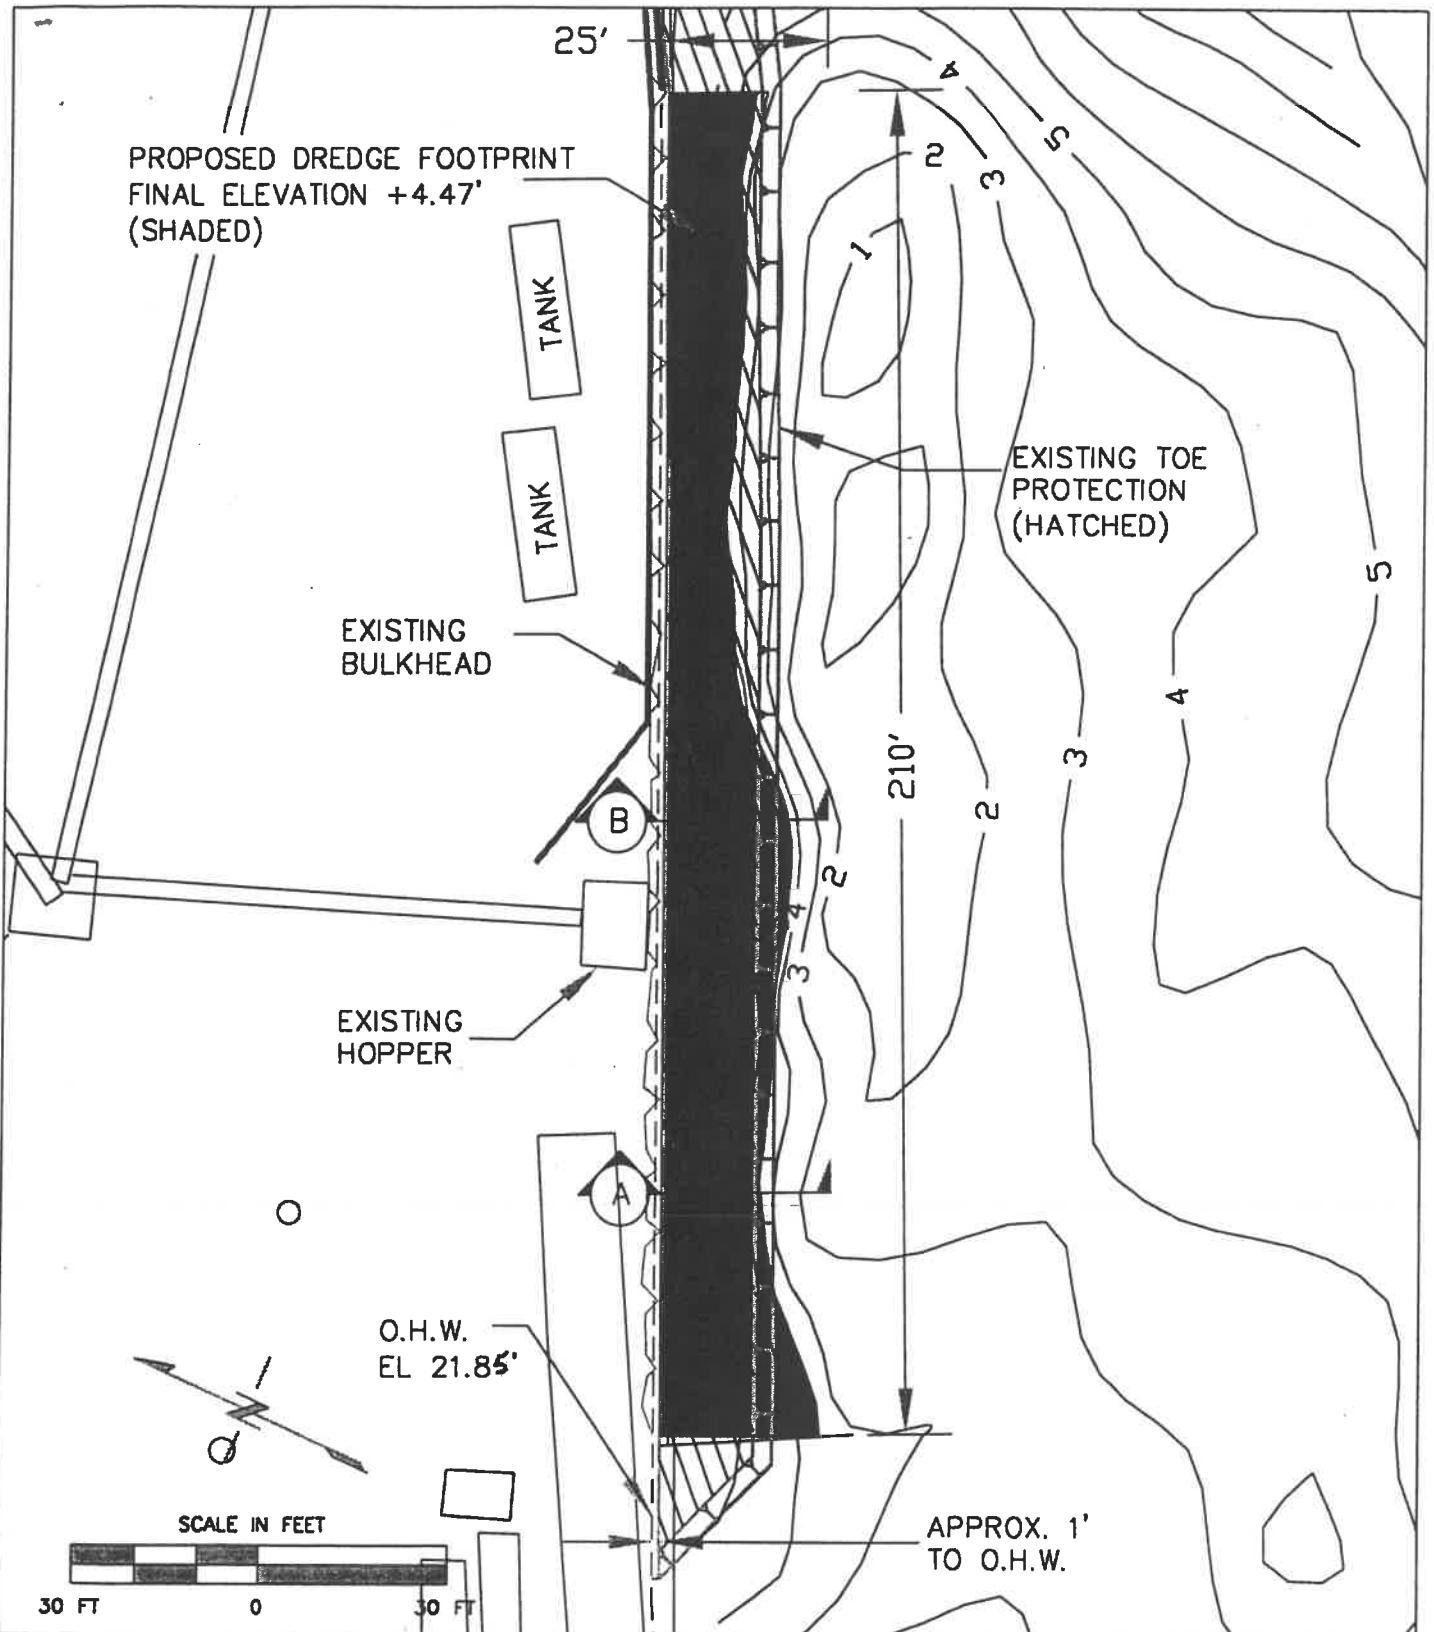 25'
PROPOSED DREDGE FOOTPRINT
FINAL ELEVATION +4.47'
(SHADED)
4
5
2
3
1
TANK
EXISTING TOE
PROTECTION
(HATCHED)
TANK
5
EXISTING
BULKHEAD
4
210'
3
2
B
2
4
3
EXISTING
HOPPER
A
O.H.W.
EL 21.85'
SCALE IN FEET
30 FT
0
30 FT
APPROX. 1'
TO O.H.W.